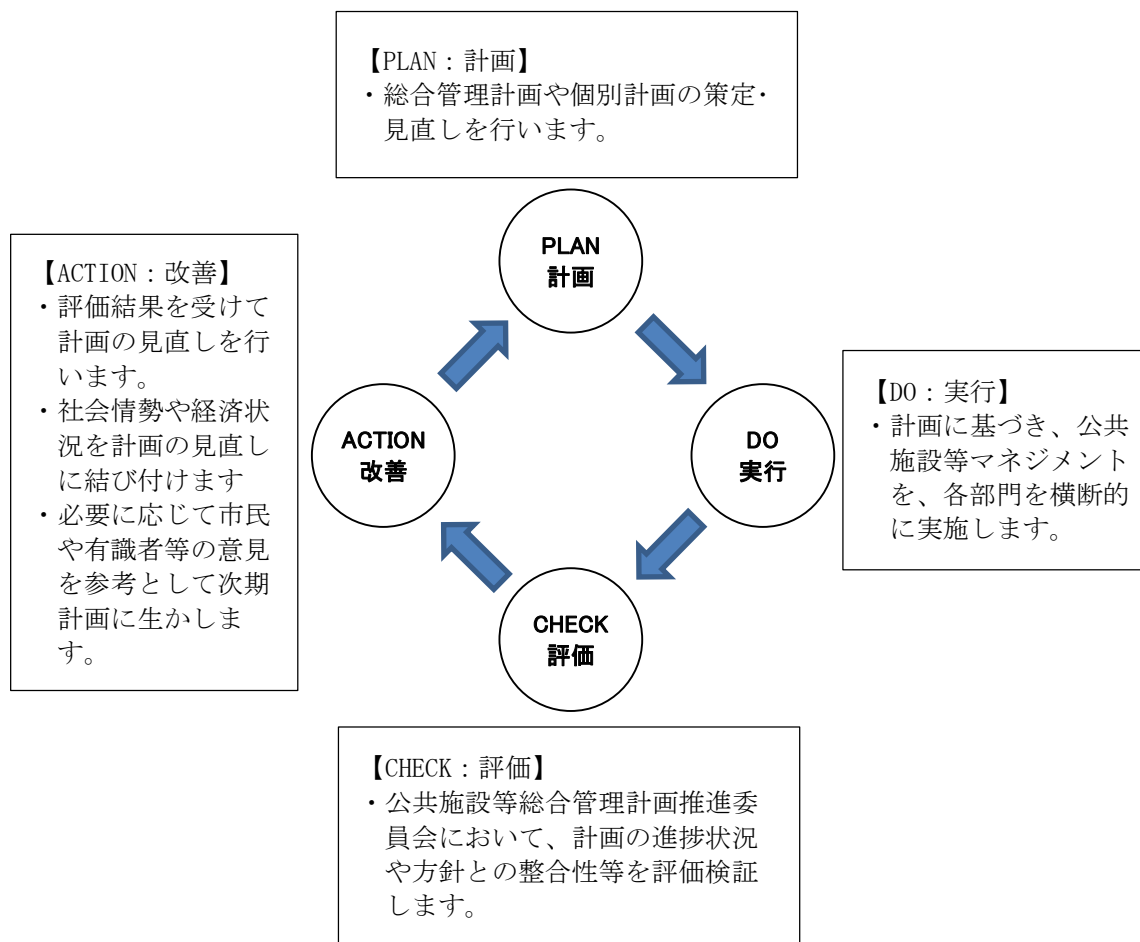 【PLAN：計画】
・総合管理計画や個別計画の策定・
見直しを行います。
PLAN
計画
【ACTION：改善】
・評価結果を受けて
計画の見直しを行
います。
・社会情勢や経済状
況を計画の見直し
に結び付けます
・必要に応じて市民
や有識者等の意見
を参考として次期
計画に生かしま
す。
ACTION
改善
DO
実行
【DO：実行】
・計画に基づき、公共
施設等マネジメント
を、各部門を横断的
に実施します。
CHECK
評価
【CHECK：評価】
・公共施設等総合管理計画推進委
員会において、計画の進捗状況
や方針との整合性等を評価検証
します。